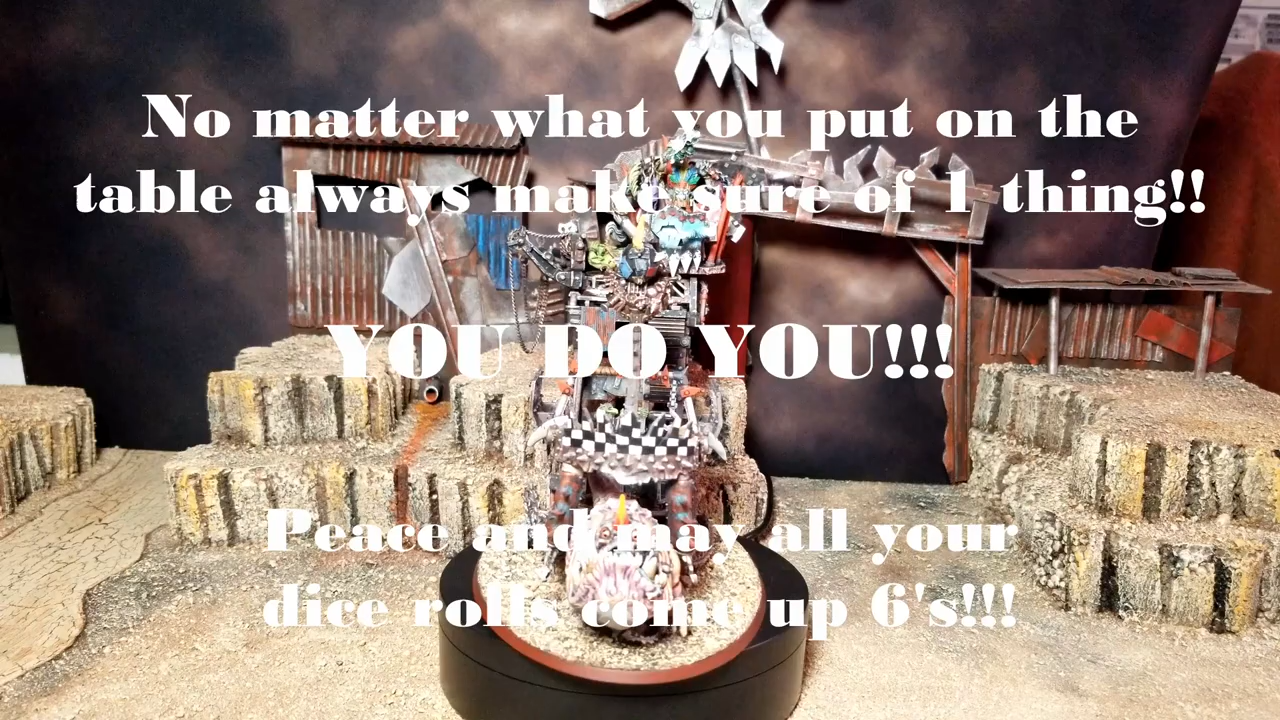 No matter what you put on the
table always make sure of 1 thing!!
YOU DO YOU!!!
Peace and may all your
dice rolls come up 6's!!!